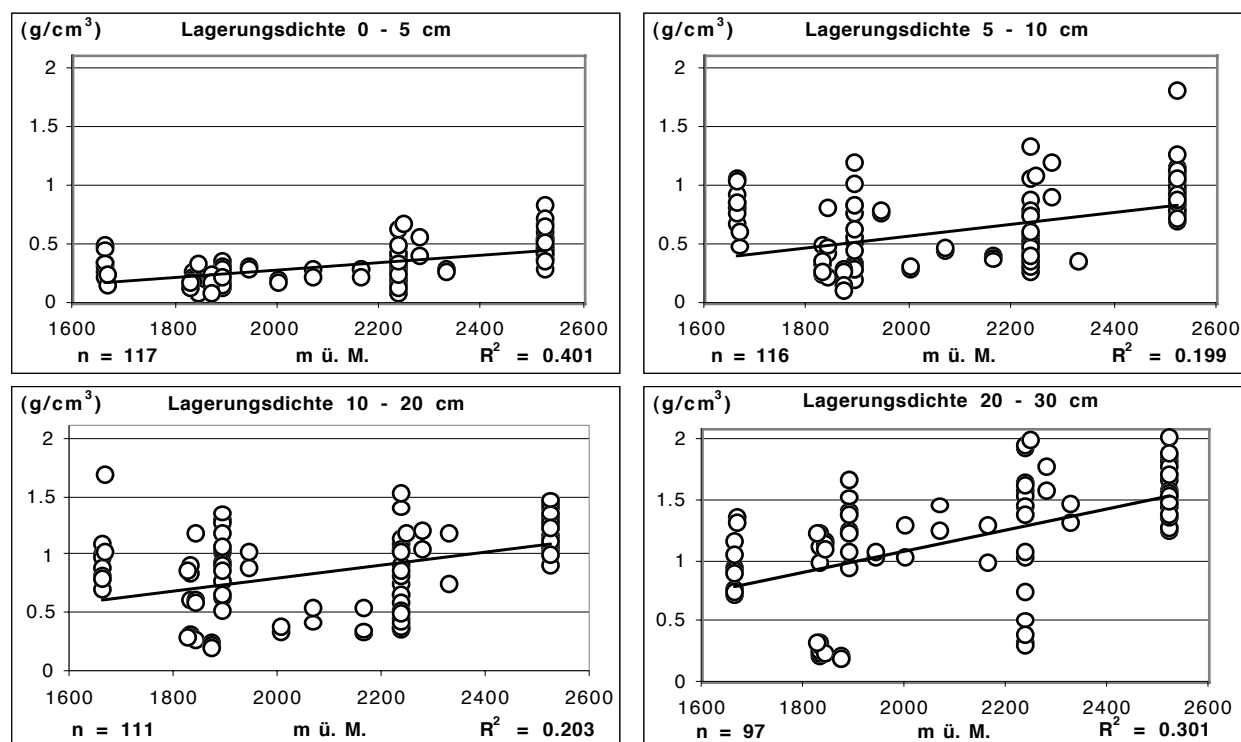 (g/cm³) Lagerungsdichte 0 - 5 cm
2
1.5
1
0.5
0
1600 1800 2000 2200 2400 2600
n = 117 m ü. M. R² = 0.401
(g/cm³) Lagerungsdichte 5 - 10 cm
2
1.5
1
0.5
0
1600 1800 2000 2200 2400 2600
n = 116 m ü. M. R² = 0.199
(g/cm³) Lagerungsdichte 10 - 20 cm
2
1.5
1
0.5
0
1600 1800 2000 2200 2400 2600
n = 111 m ü. M. R² = 0.203
(g/cm³) Lagerungsdichte 20 - 30 cm
2
1.5
1
0.5
0
1600 1800 2000 2200 2400 2600
n = 97 m ü. M. R² = 0.301